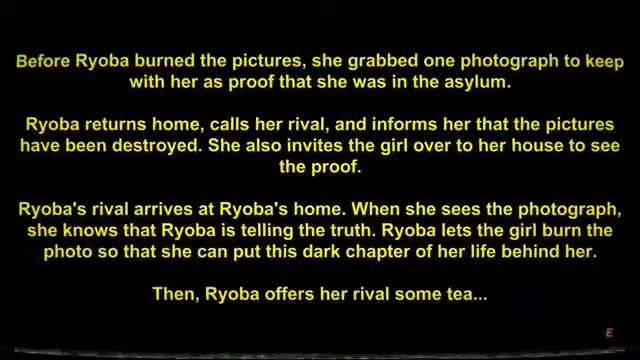 Before Ryoba burned the pictures, she grabbed one photograph to keep
with her as proof that she was in the asylum.
Ryoba returns home, calls her rival, and informs her that the pictures
have been destroyed. She also invites the girl over to her house to see
the proof.
Ryoba's rival arrives at Ryoba's home. When she sees the photograph,
she knows that Ryoba is telling the truth. Ryoba lets the girl burn the
photo so that she can put this dark chapter of her life behind her.
Then, Ryoba offers her rival some tea...
E